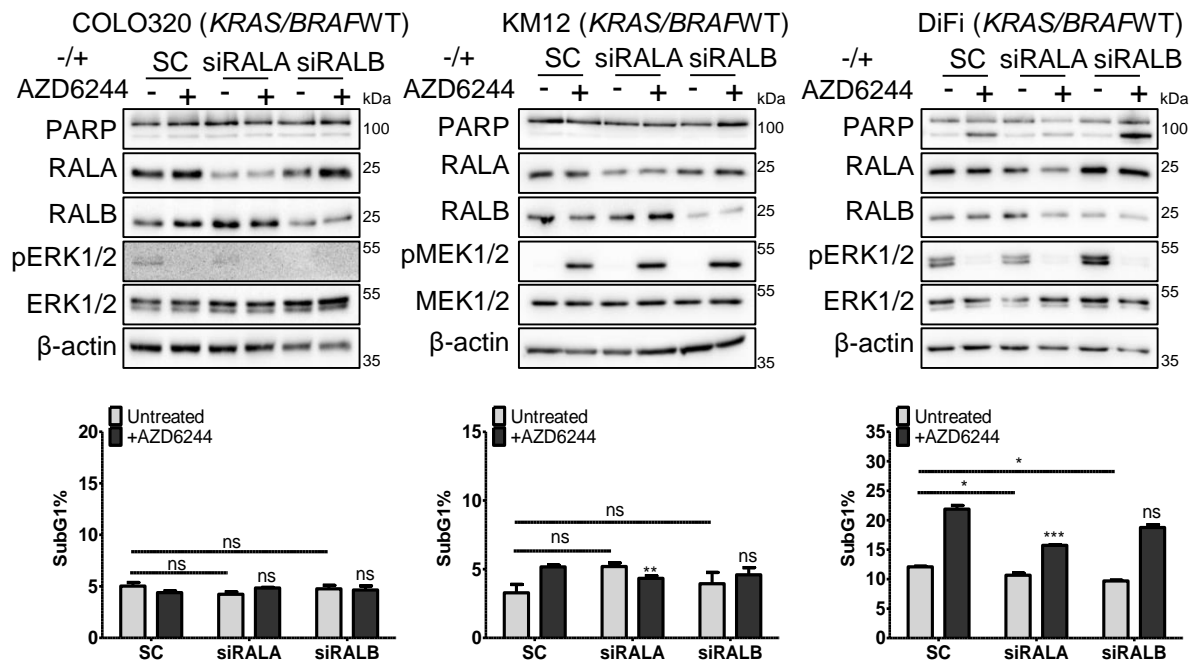 COLO320 (KRAS/BRAFWT)
-/+
AZD6244
SC siRALA siRALB
- + - + - +
kDa
PARP
100
RALA
25
RALB
25
pERK1/2
55
ERK1/2
55
β-actin
35
KM12 (KRAS/BRAFWT)
-/+
AZD6244
SC siRALA siRALB
- + - + - +
kDa
PARP
100
RALA
25
RALB
25
pMEK1/2
55
MEK1/2
55
β-actin
35
DiFi (KRAS/BRAFWT)
-/+
AZD6244
SC siRALA siRALB
- + - + - +
kDa
PARP
100
RALA
25
RALB
25
pERK1/2
55
ERK1/2
55
β-actin
35
Untreated
+AZD6244
SubG1%
20
15
10
5
0
ns
ns
ns
ns
SC siRALA siRALB
Untreated
+AZD6244
SubG1%
15
10
5
0
ns
ns
**
ns
SC siRALA siRALB
Untreated
+AZD6244
SubG1%
35
30
25
20
15
10
5
0
*
*
***
ns
SC siRALA siRALB